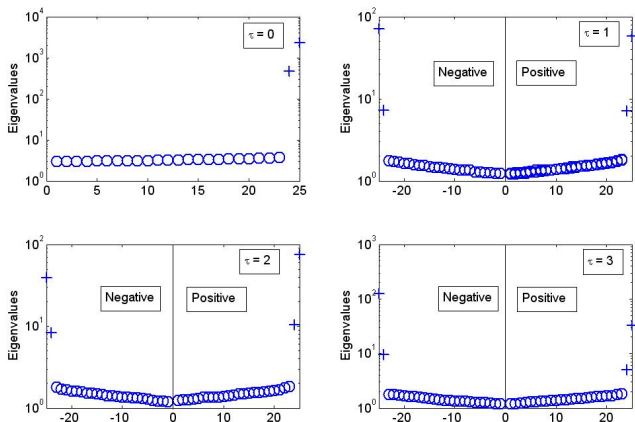 10^4
10^3
10^2
10^1
10^0
Eigenvalues
τ = 0
0 5 10 15 20 25
10^2
10^1
10^0
Eigenvalues
τ = 1
Negative
Positive
-20 -10 0 10 20
10^2
10^1
10^0
Eigenvalues
τ = 2
Negative
Positive
-20 -10 0 10 20
10^3
10^2
10^1
10^0
Eigenvalues
τ = 3
Negative
Positive
-20 -10 0 10 20